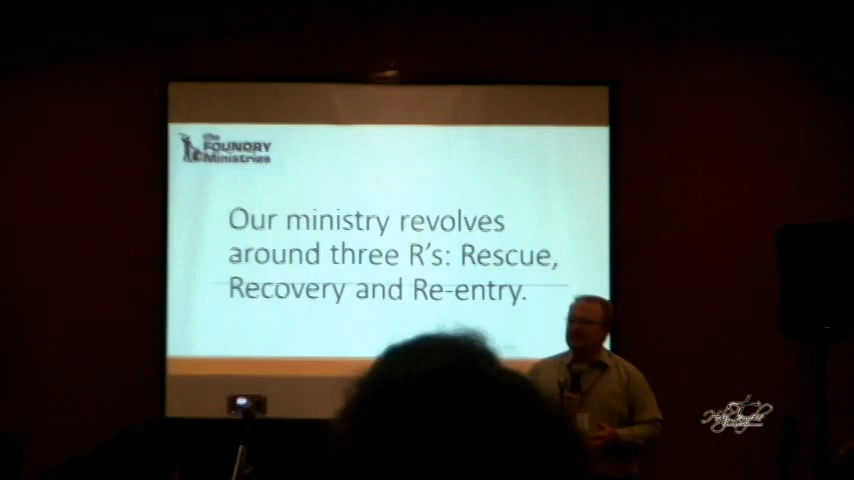 The
FOUNDRY
Ministries
Our ministry revolves
around three R's: Rescue,
Recovery and Re-entry.